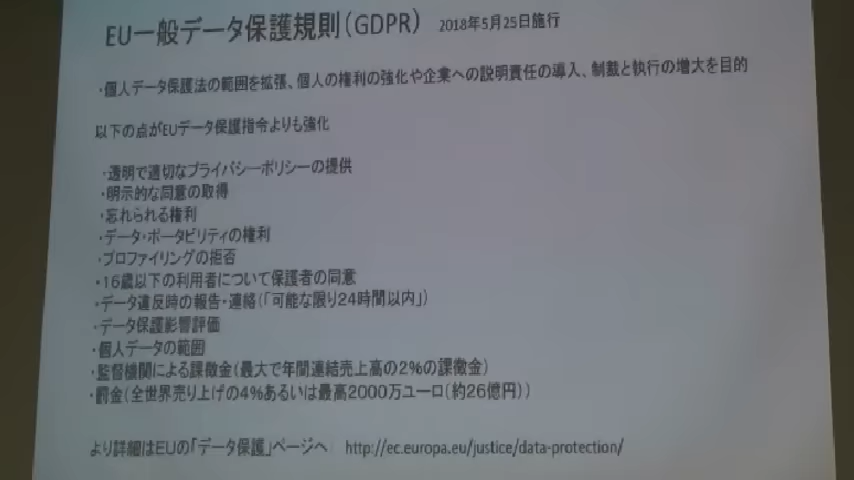 EU一般データ保護規則(GDPR) 2018年5月25日施行
・個人データ保護法の範囲を拡張、個人の権利の強化や企業への説明責任の導入、制裁と執行の増大を目的
以下の点がEUデータ保護指令よりも強化
・透明で適切なプライバシーポリシーの提供
・明示的な同意の取得
・忘れられる権利
・データ・ポータビリティの権利
・プロファイリングの拒否
・16歳以下の利用者について保護者の同意
・データ違反時の報告・連絡(「可能な限り24時間以内」)
・データ保護影響評価
・個人データの範囲
・監督機関による課徴金(最大で年間連結売上高の2%の課徴金)
・罰金(全世界売り上げの4%あるいは最高2000万ユーロ(約26億円))
より詳細はEUの「データ保護」ページへ http://ec.europa.eu/justice/data-protection/